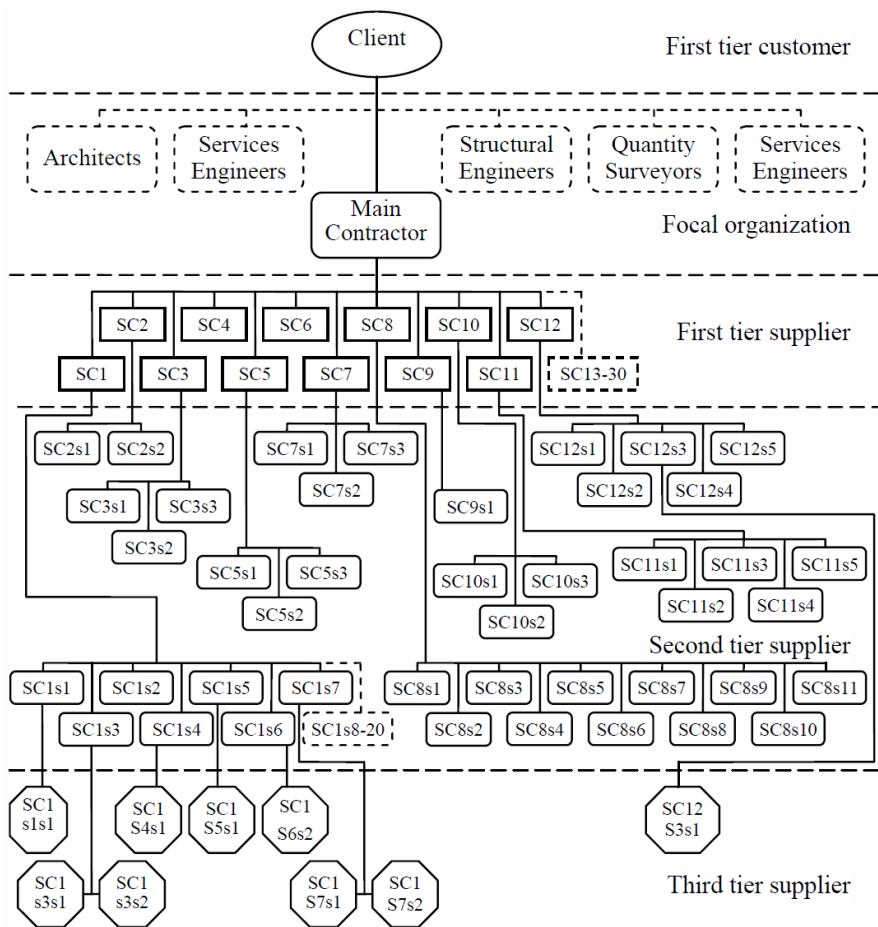 Client
First tier customer
Architects
Services
Engineers
Structural
Engineers
Quantity
Surveyors
Services
Engineers
Main
Contractor
Focal organization
SC2
SC4
SC6
SC8
SC10
SC12
First tier supplier
SC1
SC3
SC5
SC7
SC9
SC11
SC13-30
SC2s1
SC2s2
SC7s1
SC7s3
SC12s1
SC12s3
SC12s5
SC7s2
SC12s2
SC12s4
SC3s1
SC3s3
SC9s1
SC3s2
SC5s1
SC5s3
SC10s1
SC10s3
SC11s1
SC11s3
SC11s5
SC5s2
SC10s2
SC11s2
SC11s4
Second tier supplier
SC1s1
SC1s2
SC1s5
SC1s7
SC8s1
SC8s3
SC8s5
SC8s7
SC8s9
SC8s11
SC1s3
SC1s4
SC1s6
SC1s8-20
SC8s2
SC8s4
SC8s6
SC8s8
SC8s10
SC1
s1s1
SC1
S4s1
SC1
S5s1
SC1
S6s2
SC12
S3s1
SC1
s3s1
SC1
s3s2
SC1
S7s1
SC1
S7s2
Third tier supplier